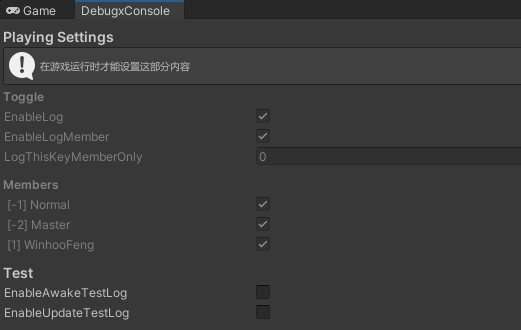 Game DebugxConsole
Playing Settings
在游戏运行时才能设置这部分内容
Toggle
EnableLog
EnableLogMember
LogThisKeyMemberOnly 0
Members
[-1] Normal
[-2] Master
[1] WinhooFeng
Test
EnableAwakeTestLog
EnableUpdateTestLog